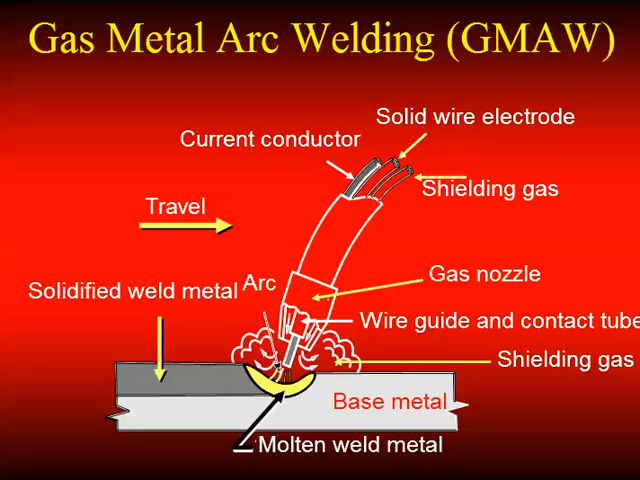 Gas Metal Arc Welding (GMAW)
Solid wire electrode
Current conductor
Shielding gas
Travel
Gas nozzle
Arc
Solidified weld metal
Wire guide and contact tube
Shielding gas
Base metal
Molten weld metal